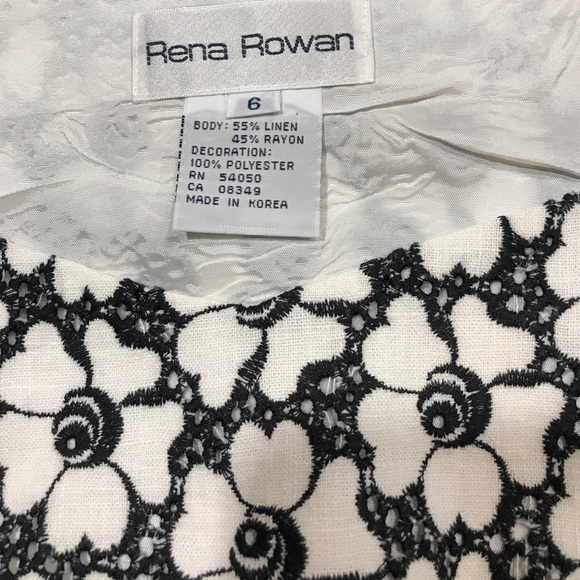 Rena Rowan
6
BODY: 55% LINEN
45% RAYON
DECORATION:
100% POLYESTER
RN 54050
CA 08349
MADE IN KOREA